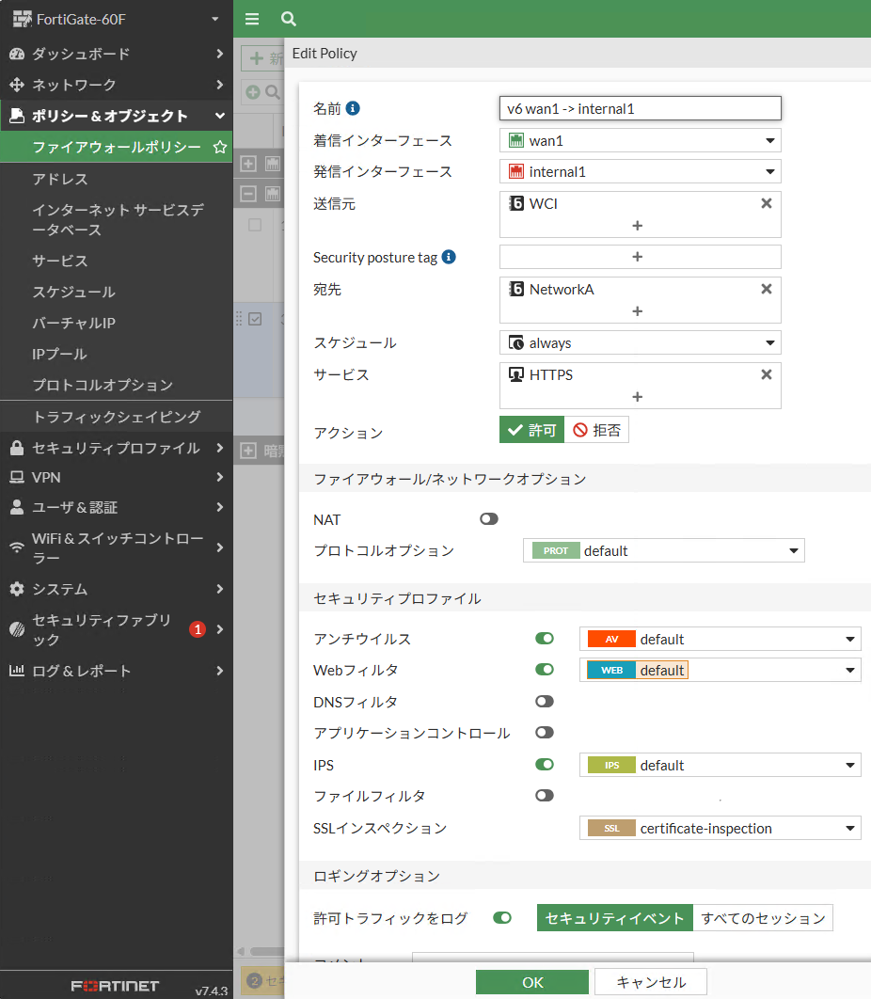 FortiGate-60F
ダッシュボード
ネットワーク
ポリシー & オブジェクト
ファイアウォールポリシー
アドレス
インターネット サービスデ
ータベース
サービス
スケジュール
バーチャルIP
IPプール
プロトコルオプション
トラフィックシェイピング
セキュリティプロファイル
VPN
ユーザ & 認証
WiFi & スイッチコントロー
ラー
システム
セキュリティファブリ
ック
1
ログ & レポート
FORTINET
v7.4.3
新
Edit Policy
名前
v6 wan1 -> internal1
着信インターフェース
wan1
発信インターフェース
internal1
送信元
6 WCI
Security posture tag
宛先
6 NetworkA
スケジュール
always
サービス
HTTPS
アクション
許可
拒否
ファイアウォール/ネットワークオプション
NAT
プロトコルオプション
PROT default
セキュリティプロファイル
アンチウイルス
AV default
Webフィルタ
WEB default
DNSフィルタ
アプリケーションコントロール
IPS
IPS default
ファイルフィルタ
SSLインスペクション
SSL certificate-inspection
ロギングオプション
許可トラフィックをログ
セキュリティイベント
すべてのセッション
2 セキ
OK
キャンセル